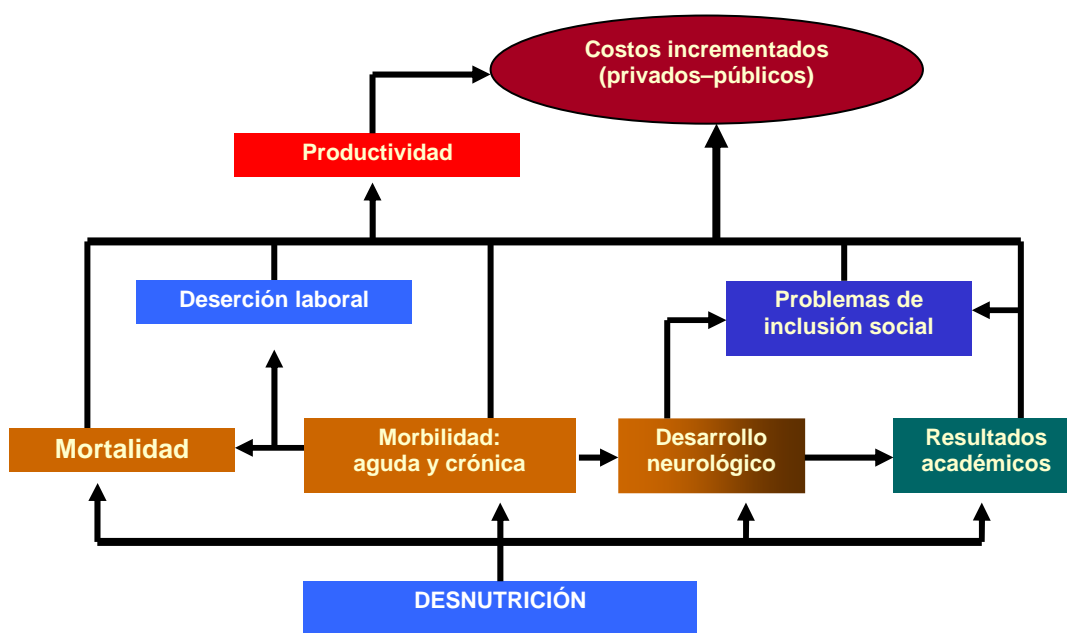 Costos incrementados
(privados–públicos)
Productividad
Deserción laboral
Problemas de
inclusión social
Mortalidad
Morbilidad:
aguda y crónica
Desarrollo
neurológico
Resultados
académicos
DESNUTRICIÓN